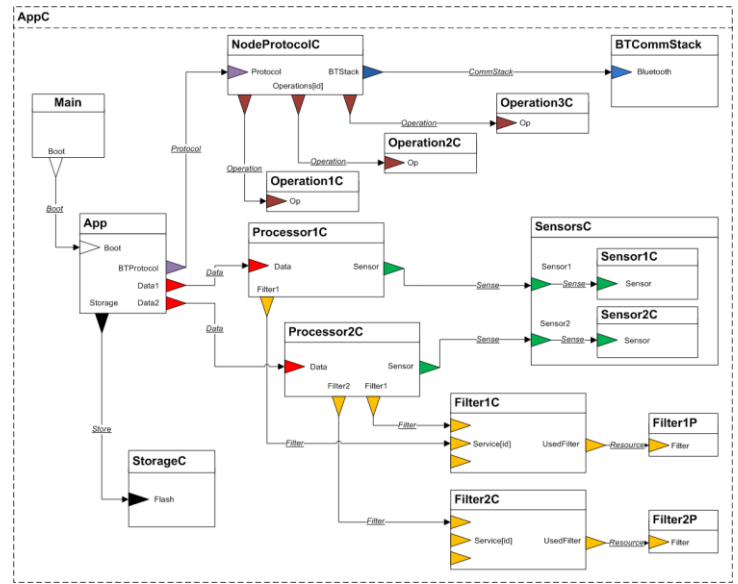 AppC
NodeProtocolC
Protocol
BTStack
Operations[id]
CommStack
BTCommStack
Bluetooth
Main
Boot
Boot
Protocol
Operation
Operation
Operation
Operation3C
Op
Operation2C
Op
Operation1C
Op
App
Boot
BTProtocol
Data1
Data2
Storage
Data
Data
Processor1C
Data
Sensor
Filter1
Sense
SensorsC
Sensor1
Sense
Sensor1C
Sensor
Sensor2
Sense
Sensor2C
Sensor
Processor2C
Data
Sensor
Filter2
Filter1
Sense
Store
StorageC
Flash
Filter
Filter
Filter
Filter1C
Service[id]
UsedFilter
Resource
Filter1P
Filter
Filter2C
Service[id]
UsedFilter
Resource
Filter2P
Filter